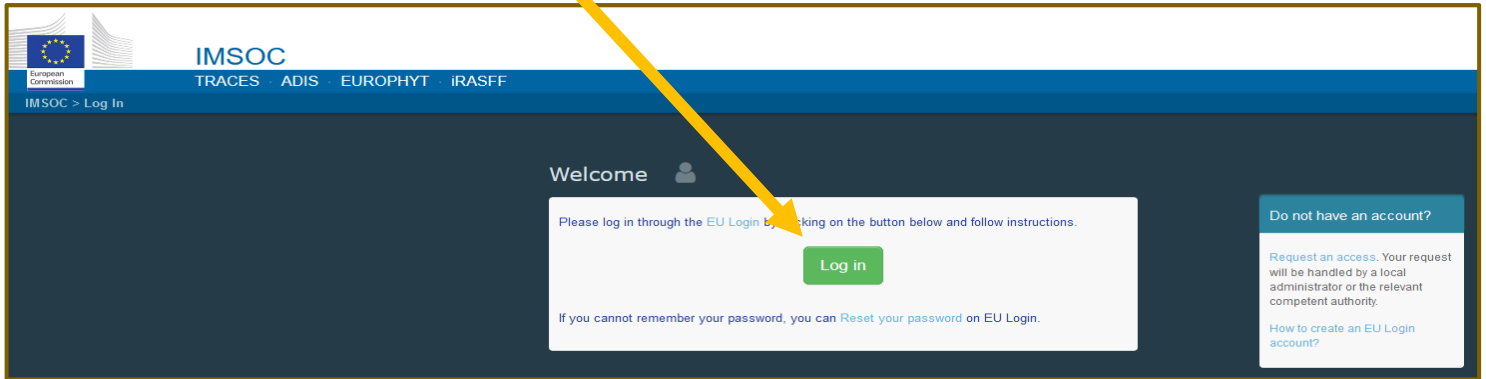 IMSOC
European
Commission
TRACES · ADIS · EUROPHYT · iRASFF
IMSOC > Log In
Welcome
Please log in through the EU Login by king on the button below and follow instructions.
Log in
If you cannot remember your password, you can Reset your password on EU Login.
Do not have an account?
Request an access. Your request
will be handled by a local
administrator or the relevant
competent authority.
How to create an EU Login
account?